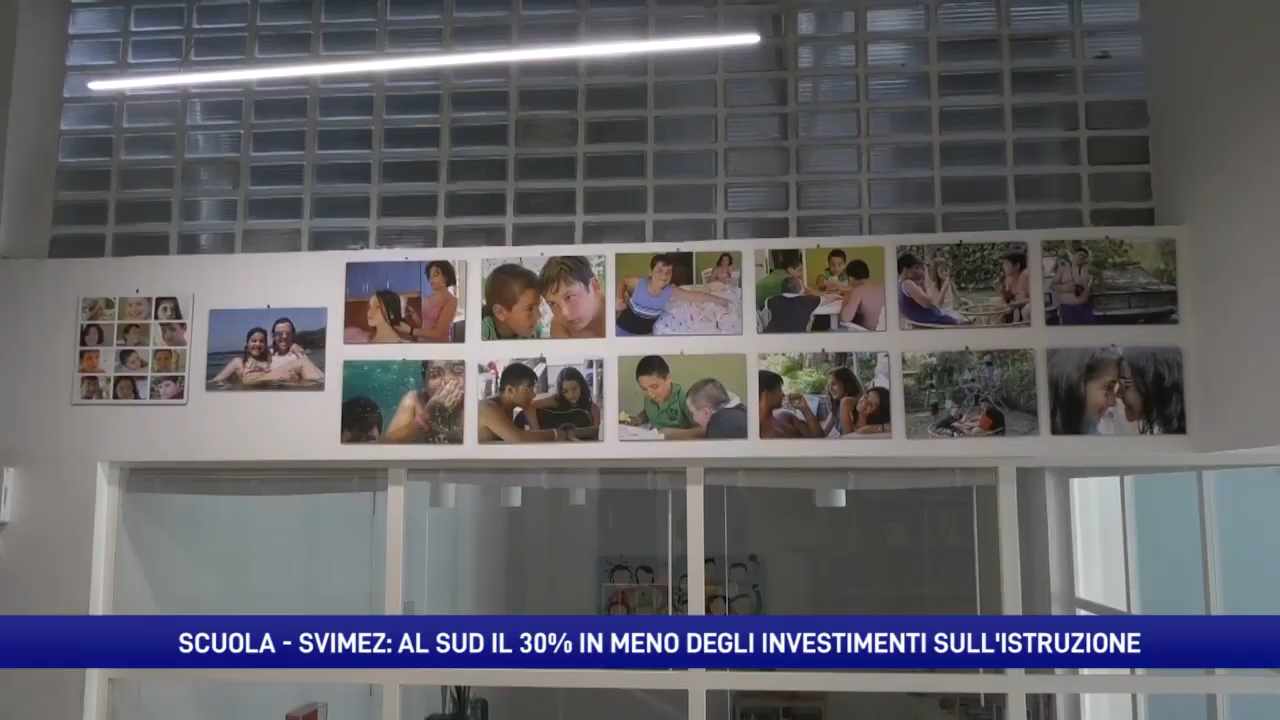 SCUOLA - SVIMEZ: AL SUD IL 30% IN MENO DEGLI INVESTIMENTI SULL'ISTRUZIONE